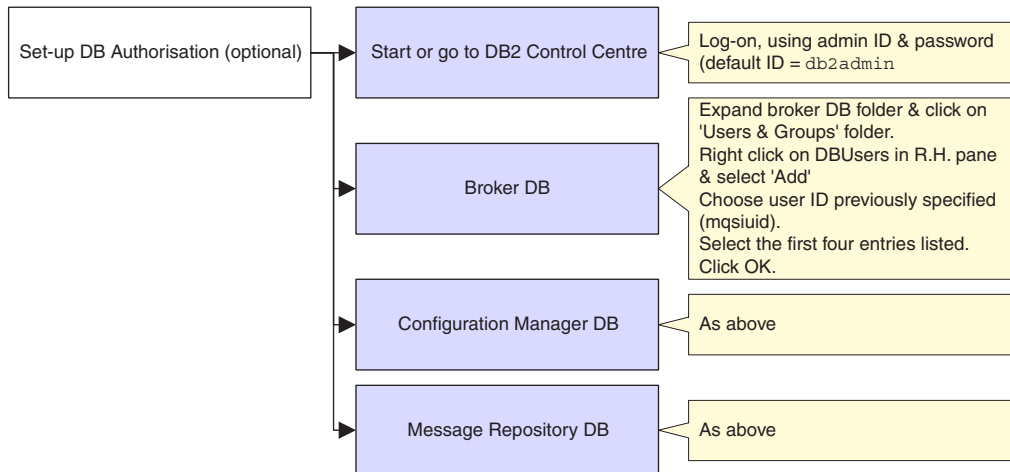 Set-up DB Authorisation (optional)
Start or go to DB2 Control Centre
Log-on, using admin ID & password
(default ID = db2admin
Broker DB
Expand broker DB folder & click on
'Users & Groups' folder.
Right click on DBUsers in R.H. pane
& select 'Add'
Choose user ID previously specified
(mqsiuid).
Select the first four entries listed.
Click OK.
Configuration Manager DB
As above
Message Repository DB
As above